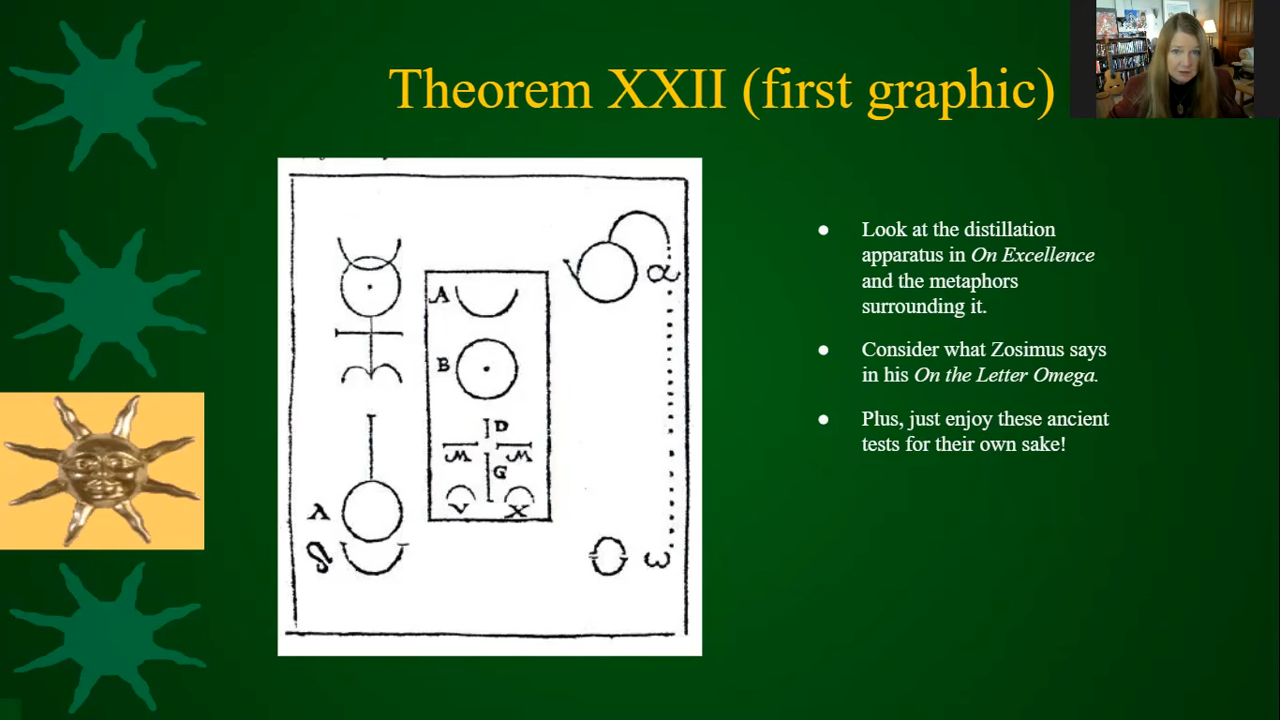 Theorem XXII (first graphic)
● Look at the distillation
apparatus in On Excellence
and the metaphors
surrounding it.
● Consider what Zosimus says
in his On the Letter Omega.
● Plus, just enjoy these ancient
tests for their own sake!
A
B
D
M M
G
V X
α
λ
ω